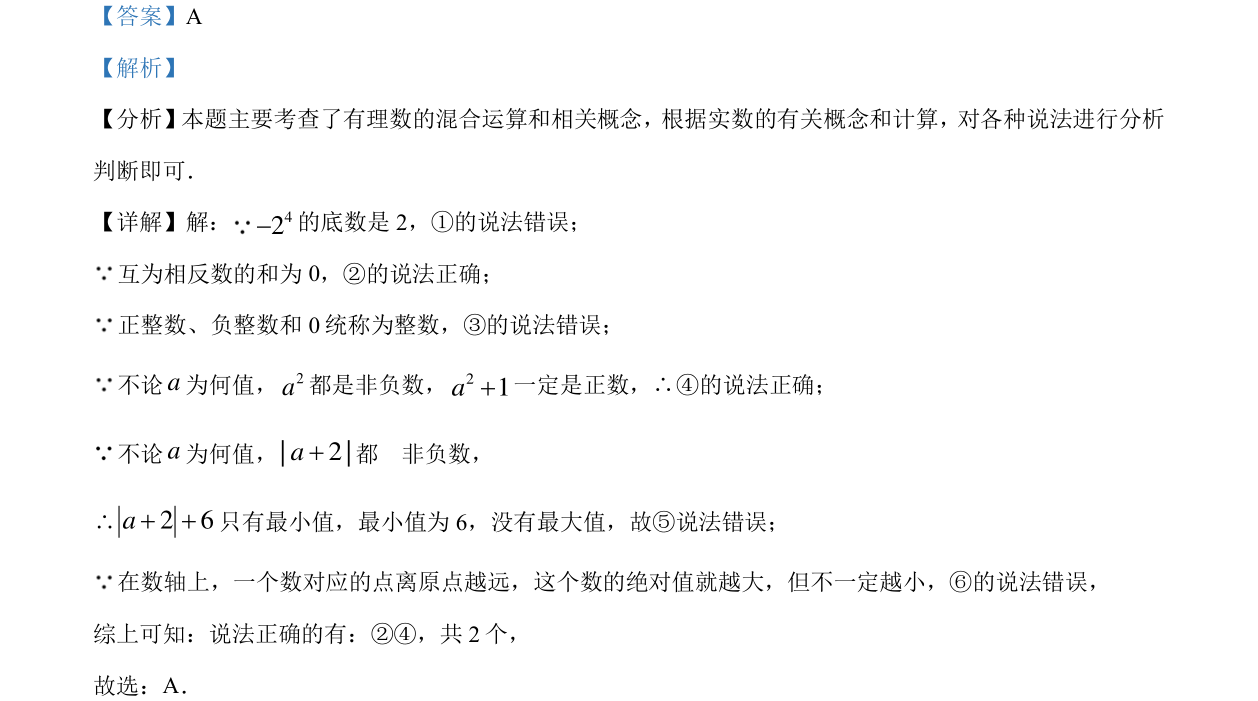 【答案】A
【解析】
【分析】本题主要考查了有理数的混合运算和相关概念，根据实数的有关概念和计算，对各种说法进行分析
判断即可．
【详解】解：∵−2⁴的底数是 2，①的说法错误；
∵互为相反数的和为 0，②的说法正确；
∵正整数、负整数和 0 统称为整数，③的说法错误；
∵不论 a 为何值，a²都是非负数，a²+1一定是正数，∴④的说法正确；
∵不论 a 为何值，|a+2|都 非负数，
∴|a+2|+6只有最小值，最小值为 6，没有最大值，故⑤说法错误；
∵在数轴上，一个数对应的点离原点越远，这个数的绝对值就越大，但不一定越小，⑥的说法错误，
综上可知：说法正确的有：②④，共 2 个，
故选：A．